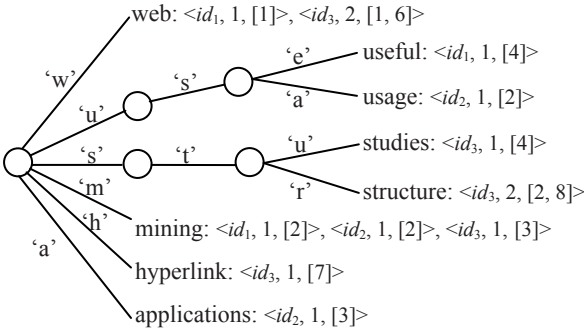 web: <id₁, 1, [1]>, <id₃, 2, [1, 6]>
‘w’
‘e’
useful: <id₁, 1, [4]>
‘s’
‘u’
‘a’
usage: <id₂, 1, [2]>
‘s’
‘t’
‘u’
studies: <id₃, 1, [4]>
‘r’
structure: <id₃, 2, [2, 8]>
‘m’
mining: <id₁, 1, [2]>, <id₂, 1, [2]>, <id₃, 1, [3]>
‘h’
hyperlink: <id₃, 1, [7]>
‘a’
applications: <id₂, 1, [3]>